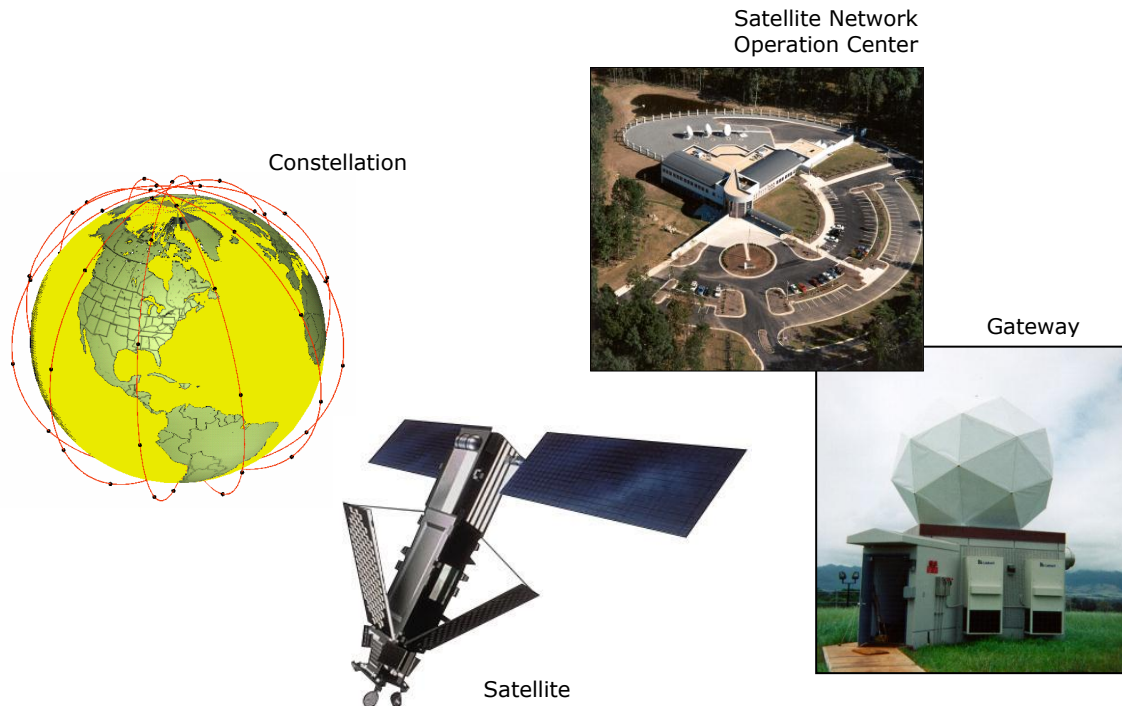 Satellite Network
Operation Center
Constellation
Gateway
Satellite